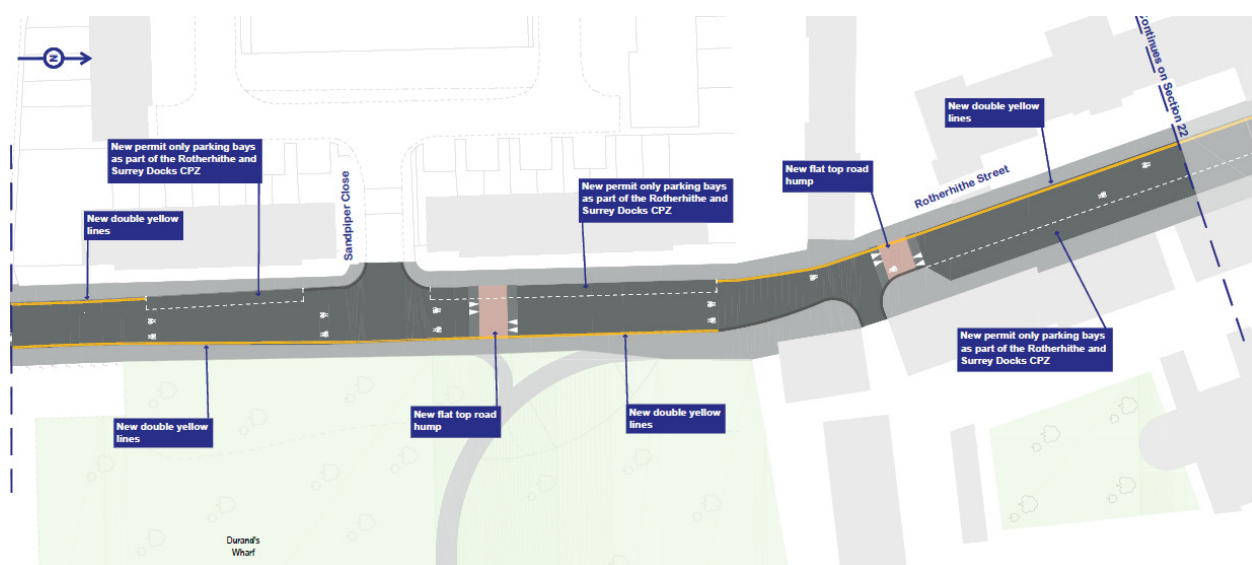 N
Continues on Section 22
New double yellow
lines
New permit only parking bays
as part of the Rotherhithe and
Surrey Docks CPZ
New flat top road
hump
Rotherhithe Street
Sandpiper Close
New permit only parking bays
as part of the Rotherhithe and
Surrey Docks CPZ
New double yellow
lines
New permit only parking bays
as part of the Rotherhithe and
Surrey Docks CPZ
New double yellow
lines
New flat top road
hump
New double yellow
lines
Durand's
Wharf